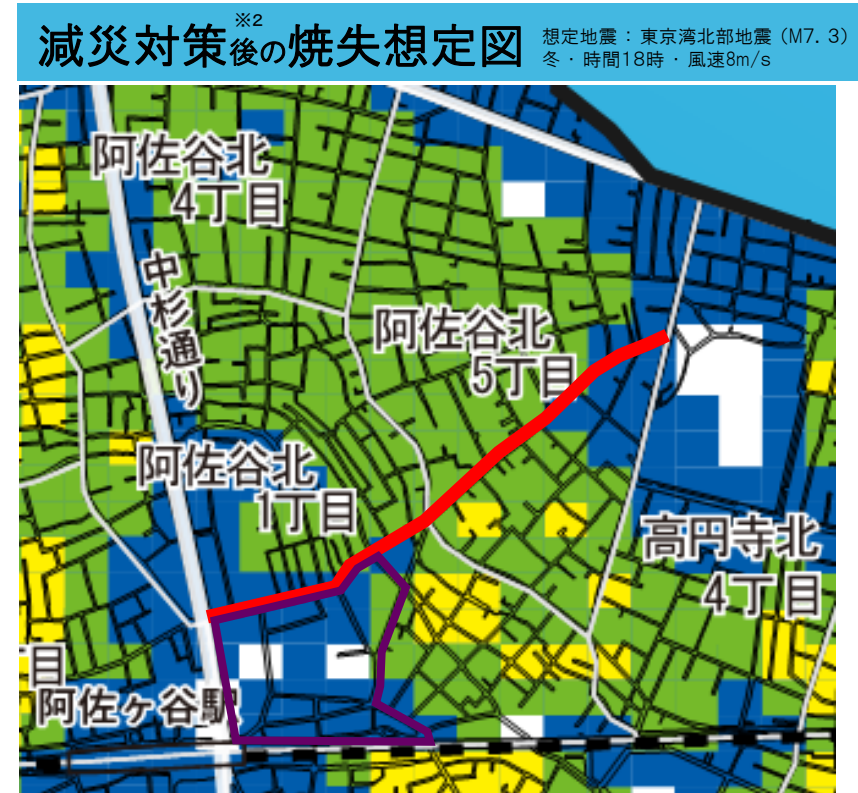 減災対策※2後の焼失想定図
想定地震：東京湾北部地震（M7.3）
冬・時間18時・風速8m/s
阿佐谷北
4丁目
中杉通り
阿佐谷北
5丁目
阿佐谷北
1丁目
高円寺北
4丁目
目
阿佐ヶ谷駅